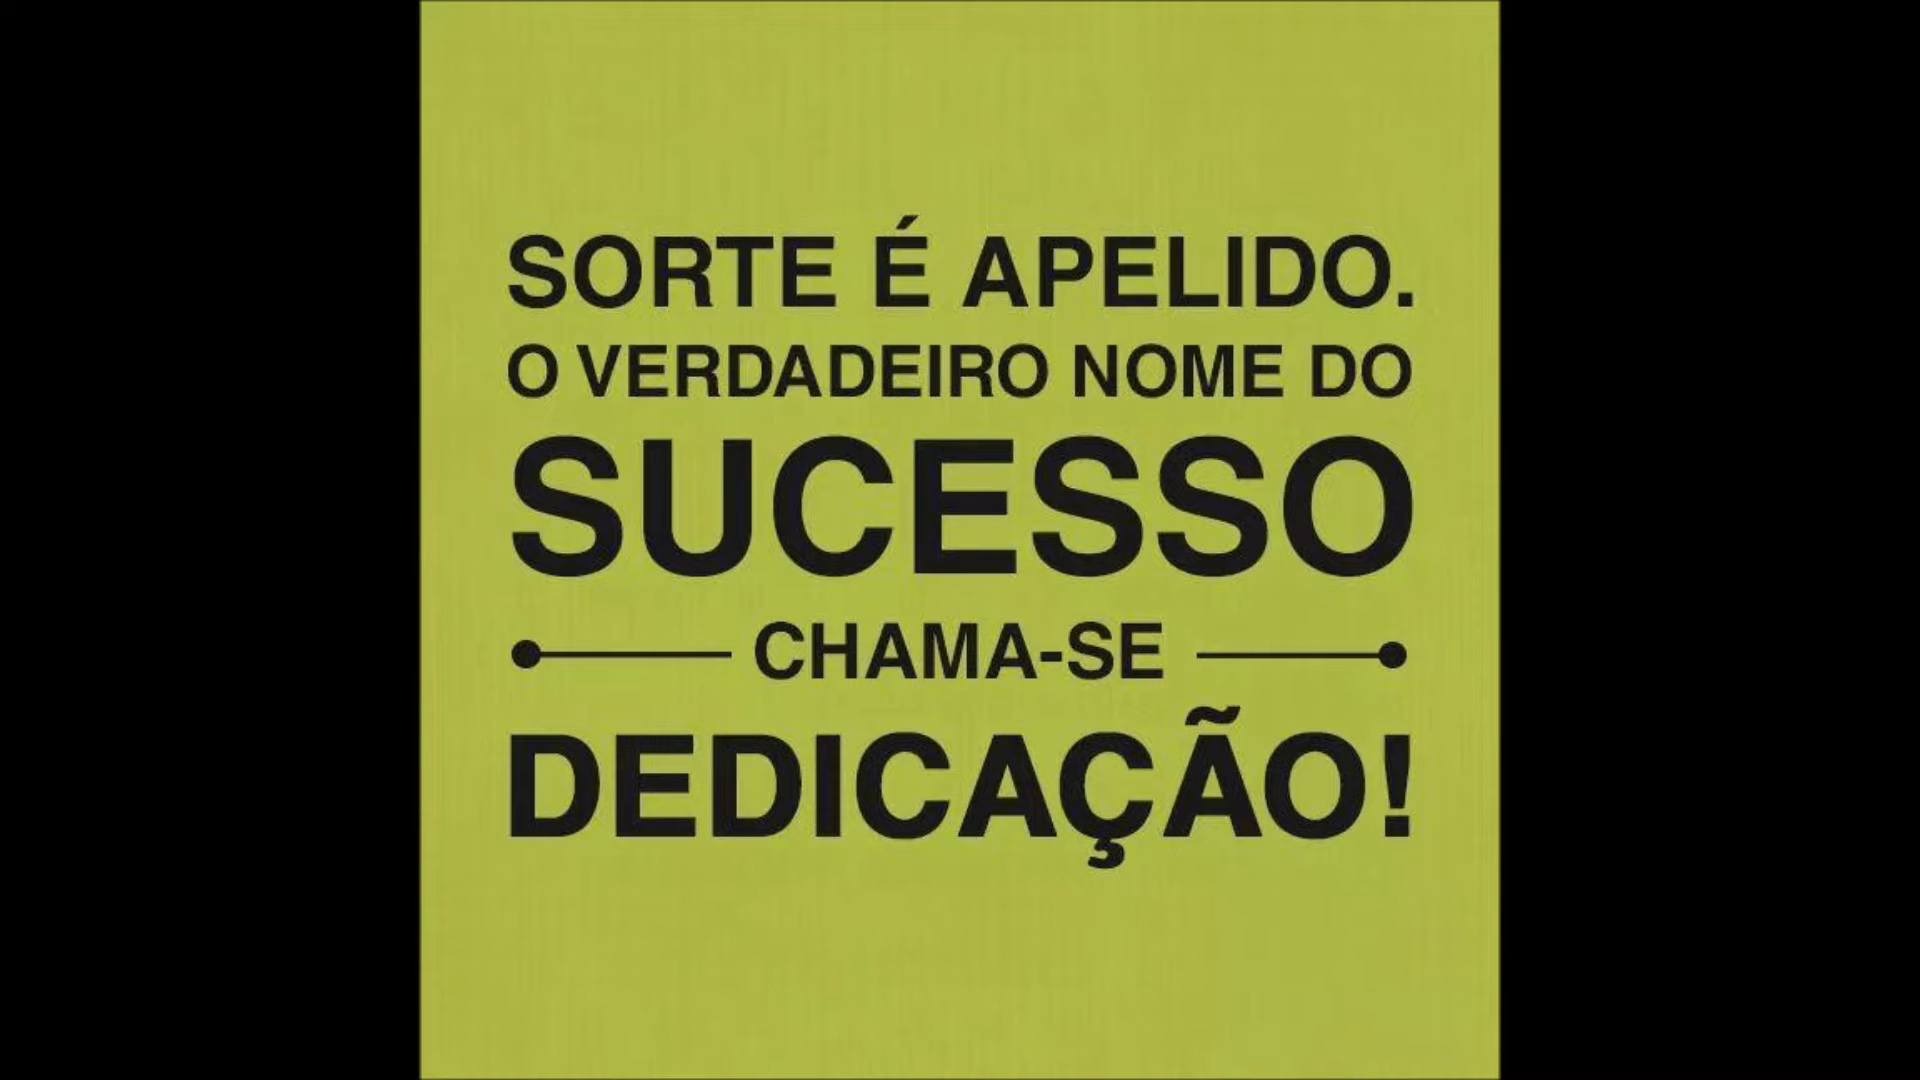 SORTE É APELIDO.
O VERDADEIRO NOME DO
SUCESSO
CHAMA-SE
DEDICAÇÃO!